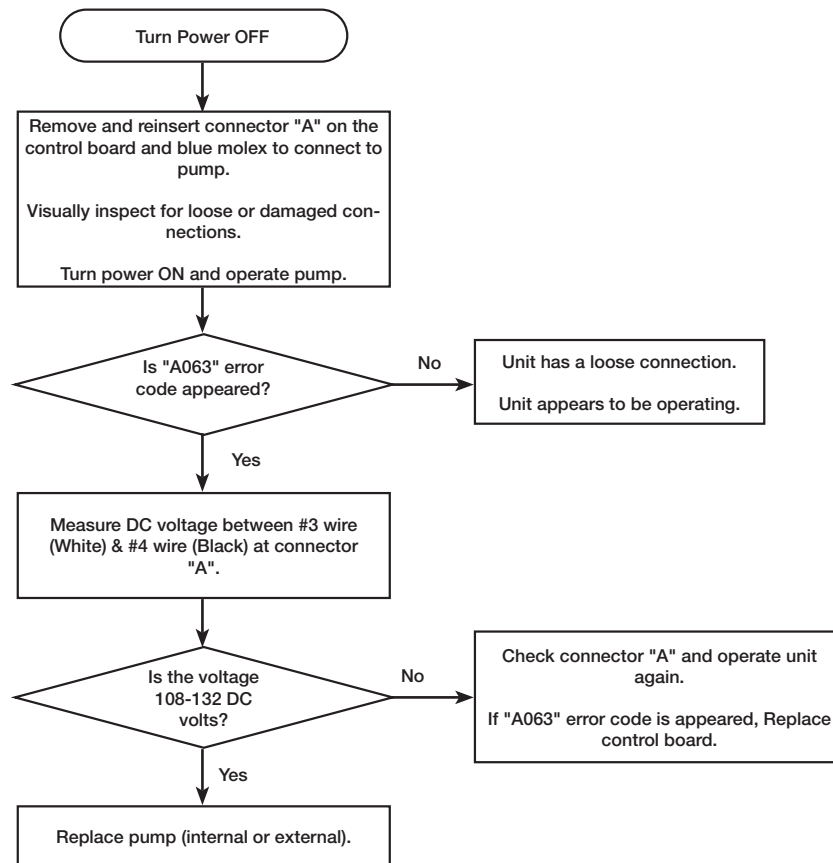 Turn Power OFF
Remove and reinsert connector "A" on the
control board and blue molex to connect to
pump.
Visually inspect for loose or damaged con-
nections.
Turn power ON and operate pump.
Is "A063" error
code appeared?
No
Unit has a loose connection.
Unit appears to be operating.
Yes
Measure DC voltage between #3 wire
(White) & #4 wire (Black) at connector
"A".
Is the voltage
108-132 DC
volts?
No
Check connector "A" and operate unit
again.
If "A063" error code is appeared, Replace
control board.
Yes
Replace pump (internal or external).